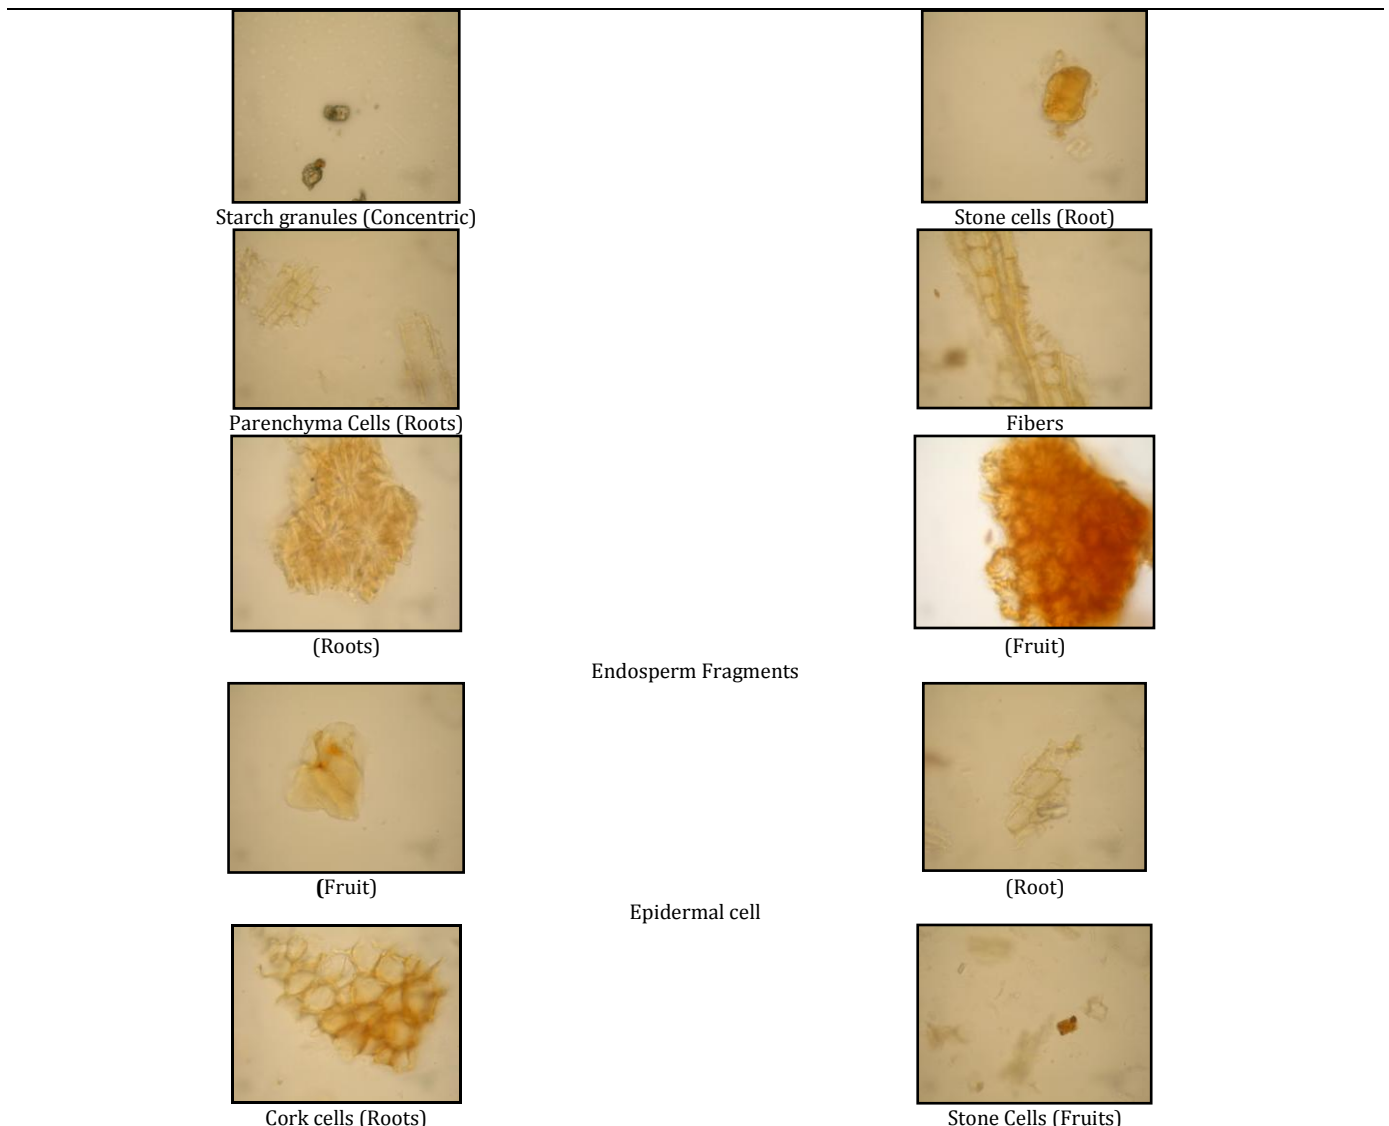 Starch granules (Concentric)
Stone cells (Root)
Parenchyma Cells (Roots)
Fibers
(Roots)
(Fruit)
Endosperm Fragments
(Fruit)
(Root)
Epidermal cell
Cork cells (Roots)
Stone Cells (Fruits)